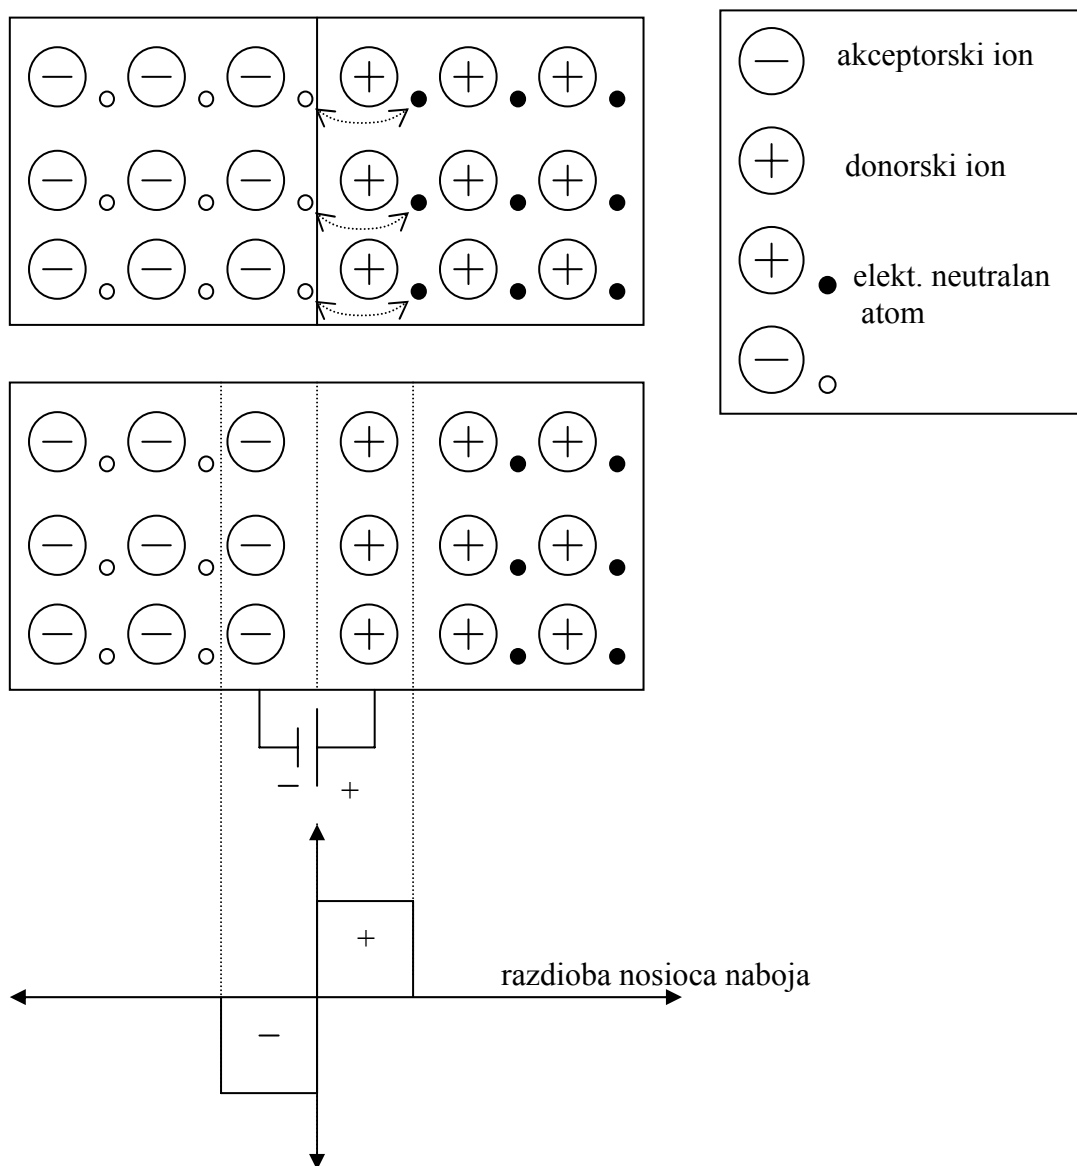 akceptorski ion
donorski ion
elekt. neutralan
atom
− +
+
razdioba nosioca naboja
−